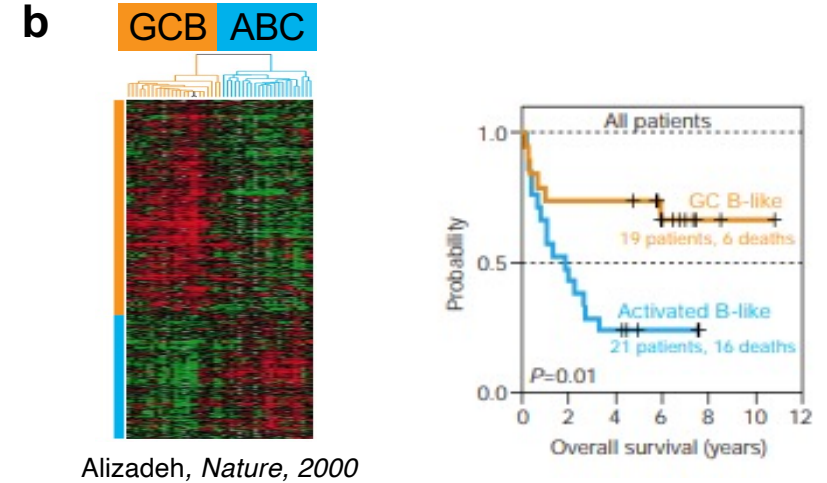 b
GCB ABC
Alizadeh, Nature, 2000
All patients
1.0
0.5
0.0
Probability
GC B-like
19 patients, 6 deaths
Activated B-like
21 patients, 16 deaths
P=0.01
0 2 4 6 8 10 12
Overall survival (years)